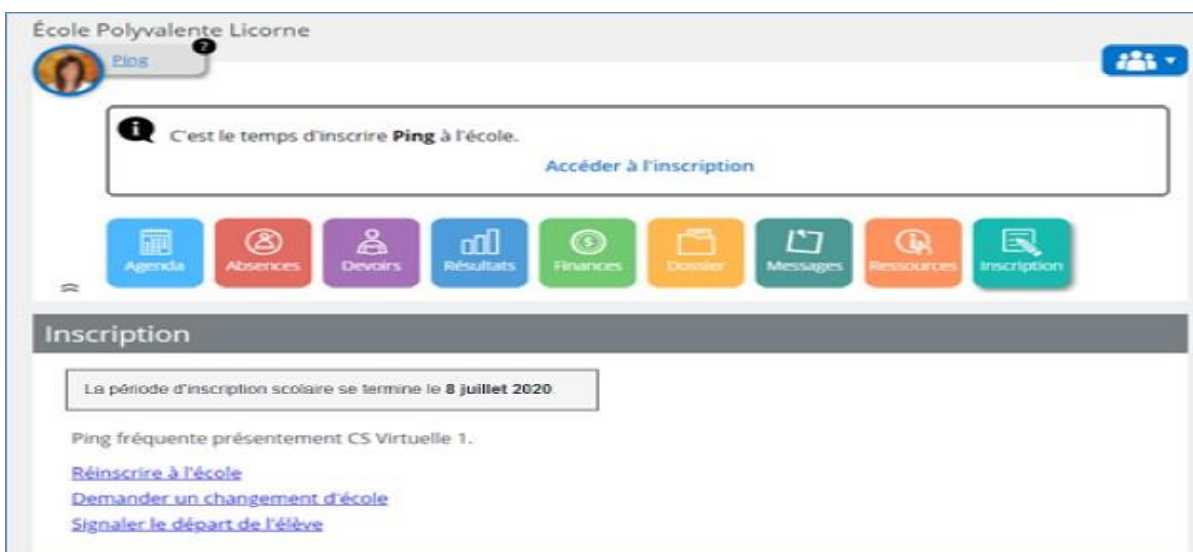 École Polyvalente Licorne
Ping
?
C'est le temps d'inscrire Ping à l'école.
Accéder à l'inscription
Agenda
Absences
Devoirs
Résultats
Finances
Dossier
Messages
Ressources
Inscription
Inscription
La période d'inscription scolaire se termine le 8 juillet 2020
Ping fréquente présentement CS Virtuelle 1.
Réinscrire à l'école
Demander un changement d'école
Signaler le départ de l'élève